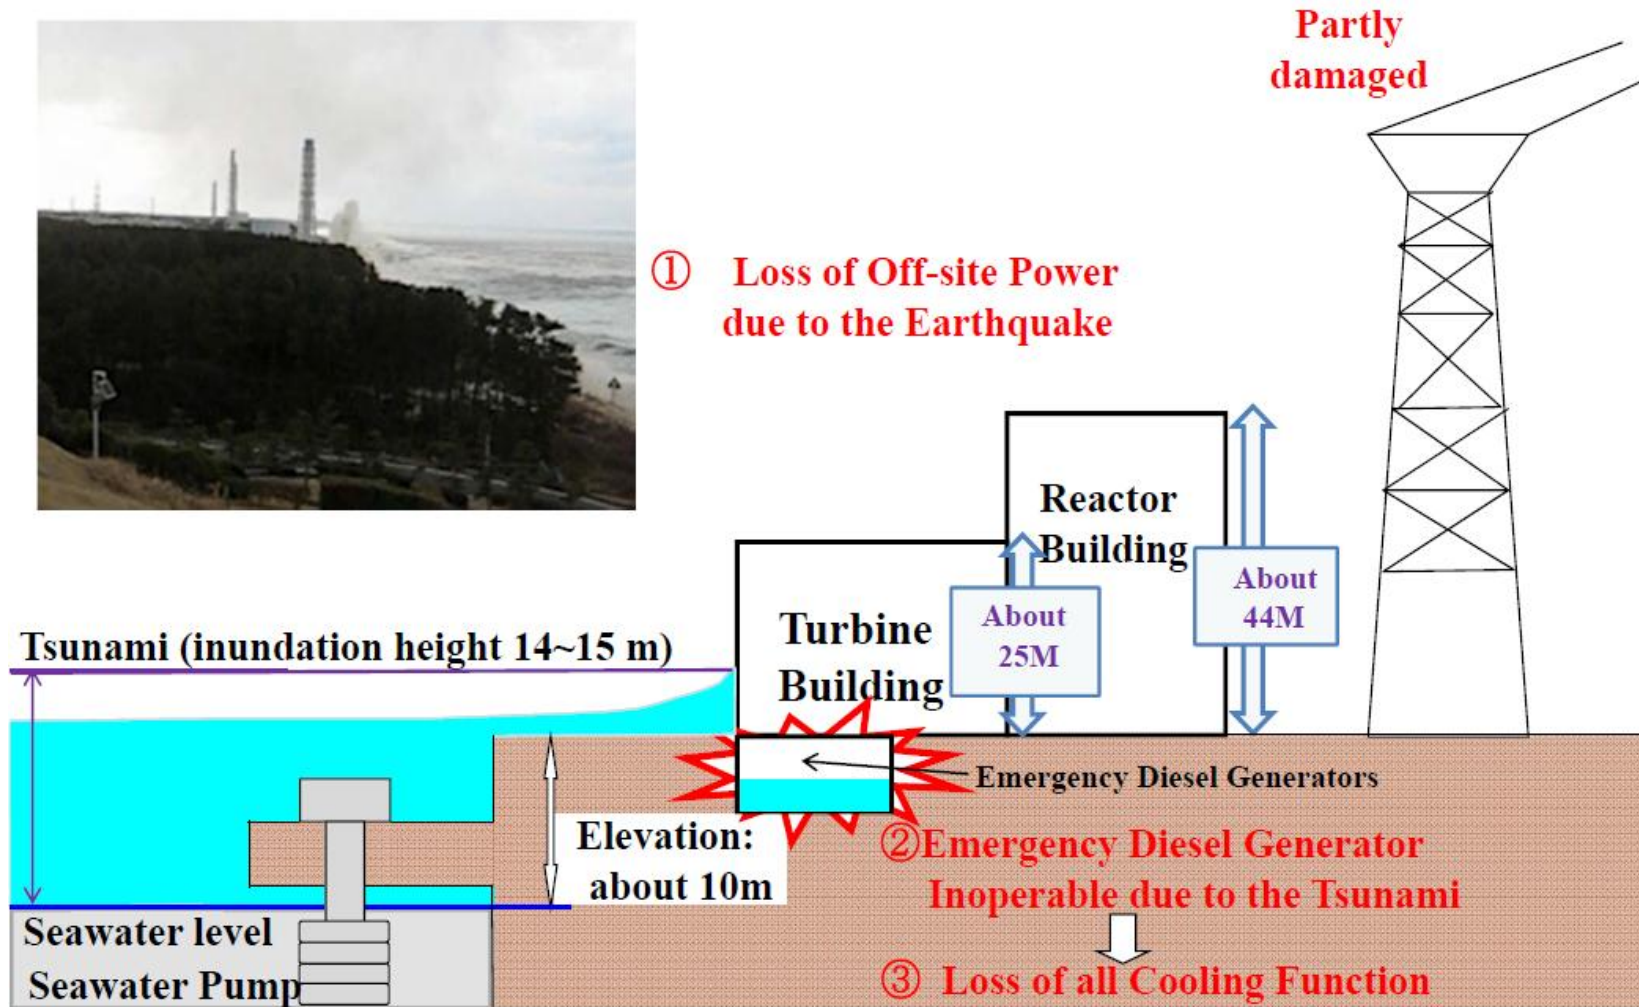 Partly
damaged
① Loss of Off-site Power
due to the Earthquake
Reactor
Building
About
44M
Turbine
Building
About
25M
Tsunami (inundation height 14~15 m)
Emergency Diesel Generators
Elevation:
about 10m
②Emergency Diesel Generator
Inoperable due to the Tsunami
③ Loss of all Cooling Function
Seawater level
Seawater Pump